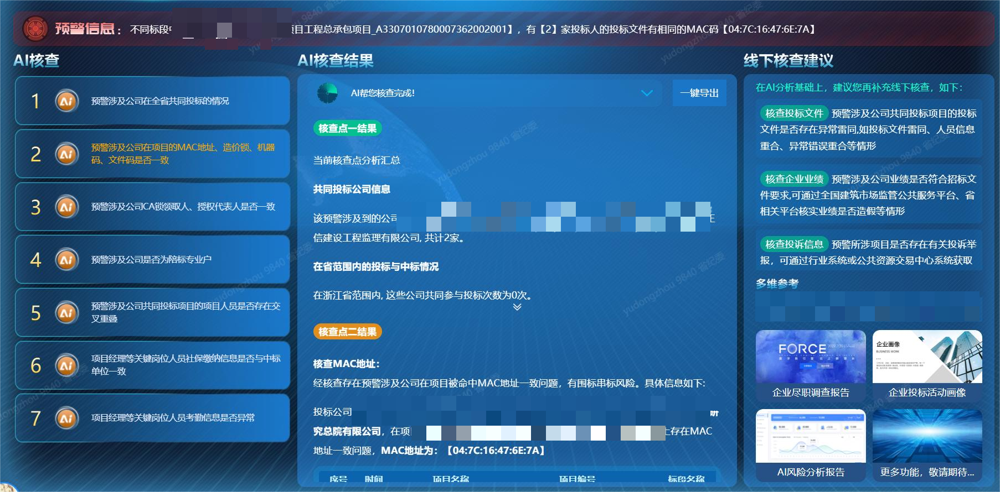 预警信息：
不同标段中
项目工程总承包项目_A3307010780007362002001】，有【2】家投标人的投标文件有相同的MAC码【04:7C:16:47:6E:7A】
AI核查
1
预警涉及公司在全省共同投标的情况
2
预警涉及公司在项目的MAC地址、造价锁、机器
码、文件码是否一致
3
预警涉及公司CA锁领取人、授权代表人是否一致
4
预警涉及公司是否为陪标专业户
5
预警涉及公司共同投标项目的项目人员是否存在交
叉重叠
6
项目经理等关键岗位人员社保缴纳信息是否与中标
单位一致
7
项目经理等关键岗位人员考勤信息是否异常
AI核查结果
AI帮您核查完成！
一键导出
核查点一结果
当前核查点分析汇总
共同投标公司信息
该预警涉及到的公司
信建设工程监理有限公司, 共计2家。
在省范围内的投标与中标情况
在浙江省范围内, 这些公司共同参与投标次数为0次。
核查点二结果
核查MAC地址：
经核查存在预警涉及公司在项目被命中MAC地址一致问题，有围标串标风险。具体信息如下：
投标公司
究总院有限公司，在项
上存在MAC
地址一致问题，MAC地址为：【04:7C:16:47:6E:7A】
序号 时间 项目名称 项目编号 标段名称
线下核查建议
在AI分析基础上，建议您再补充线下核查，如下：
核查投标文件 预警涉及公司共同投标项目的投标
文件是否存在异常雷同,如投标文件雷同、人员信息
重合、异常错误重合等情形
核查企业业绩 预警涉及公司业绩是否符合招标文
件要求,可通过全国建筑市场监管公共服务平台、省
相关平台核实业绩是否造假等情形
核查投诉信息 预警所涉项目是否存在有关投诉举
报，可通过行业系统或公共资源交易中心系统获取
多维参考
FORCE
企业画像
BUSINESS WORK
企业尽职调查报告
企业投标活动画像
AI风险分析报告
更多功能，敬请期待...
yudongzhou 9840 省纪委